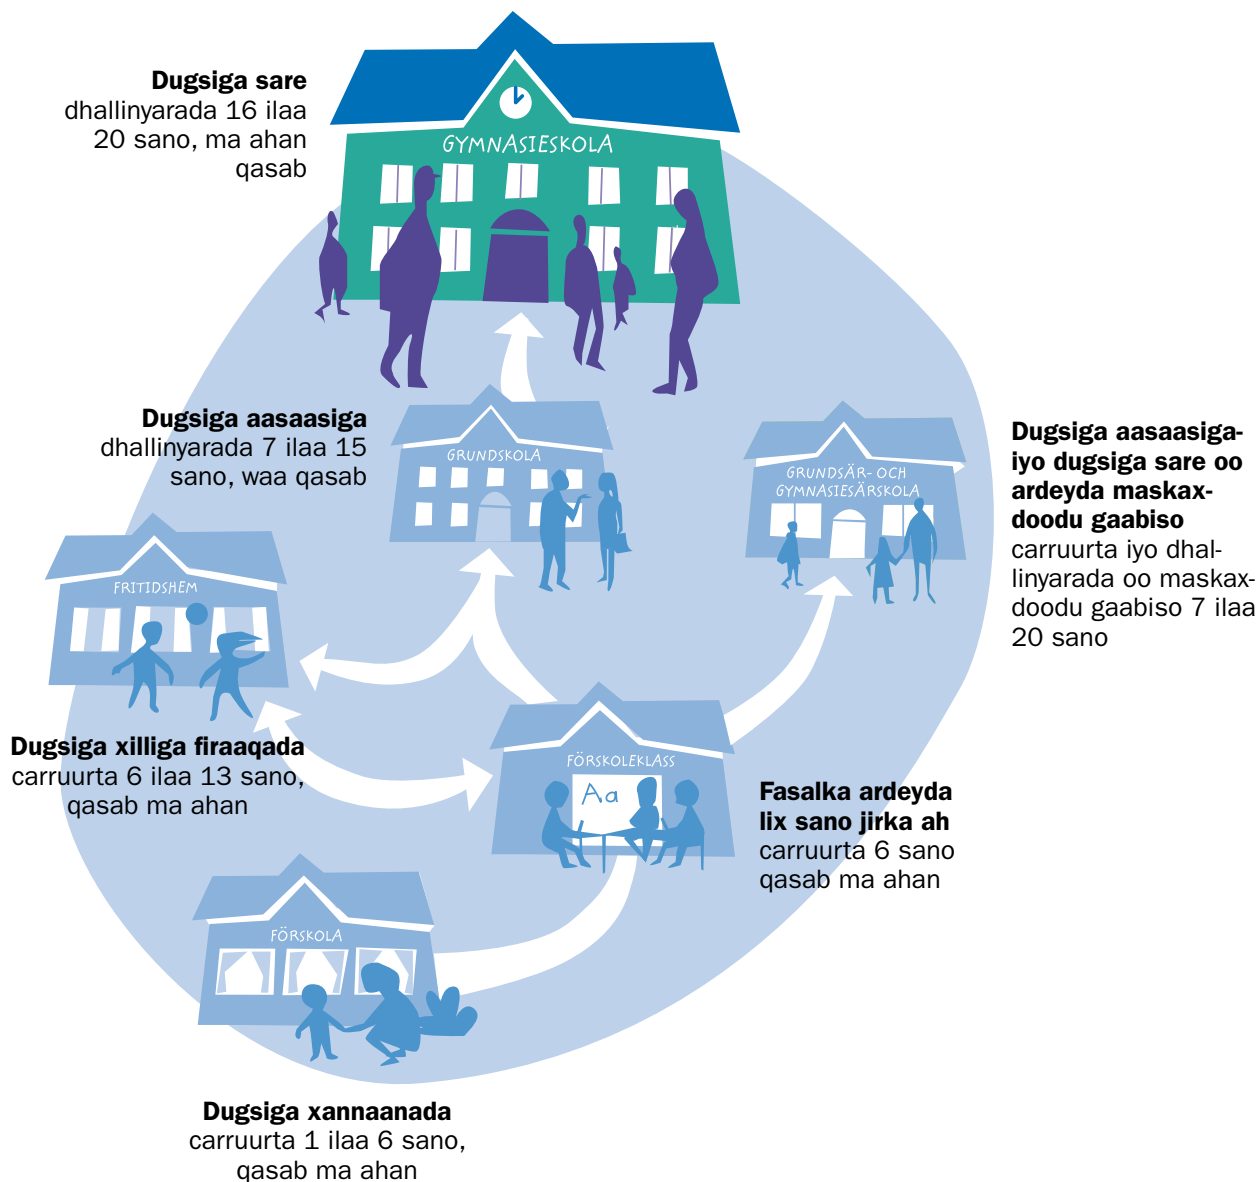 Dugsiga sare
dhallinyarada 16 ilaa
20 sano, ma ahan
qasab
GYMNASIESKOLA
Dugsiga aasaasiga
dhallinyarada 7 ilaa 15
sano, waa qasab
GRUNDSKOLA
GRUNDSÄR- OCH
GYMNASIESÄRSKOLA
Dugsiga aasaasiga-
iyo dugsiga sare oo
ardeyda maskax-
doodu gaabiso
carruurta iyo dhal-
linyarada oo maskax-
doodu gaabiso 7 ilaa
20 sano
FRITIDSHEM
Dugsiga xilliga firaaqada
carruurta 6 ilaa 13 sano,
qasab ma ahan
FÖRSKOLEKLASS
Aa
Fasalka ardeyda
lix sano jirka ah
carruurta 6 sano
qasab ma ahan
FÖRSKOLA
Dugsiga xannaanada
carruurta 1 ilaa 6 sano,
qasab ma ahan